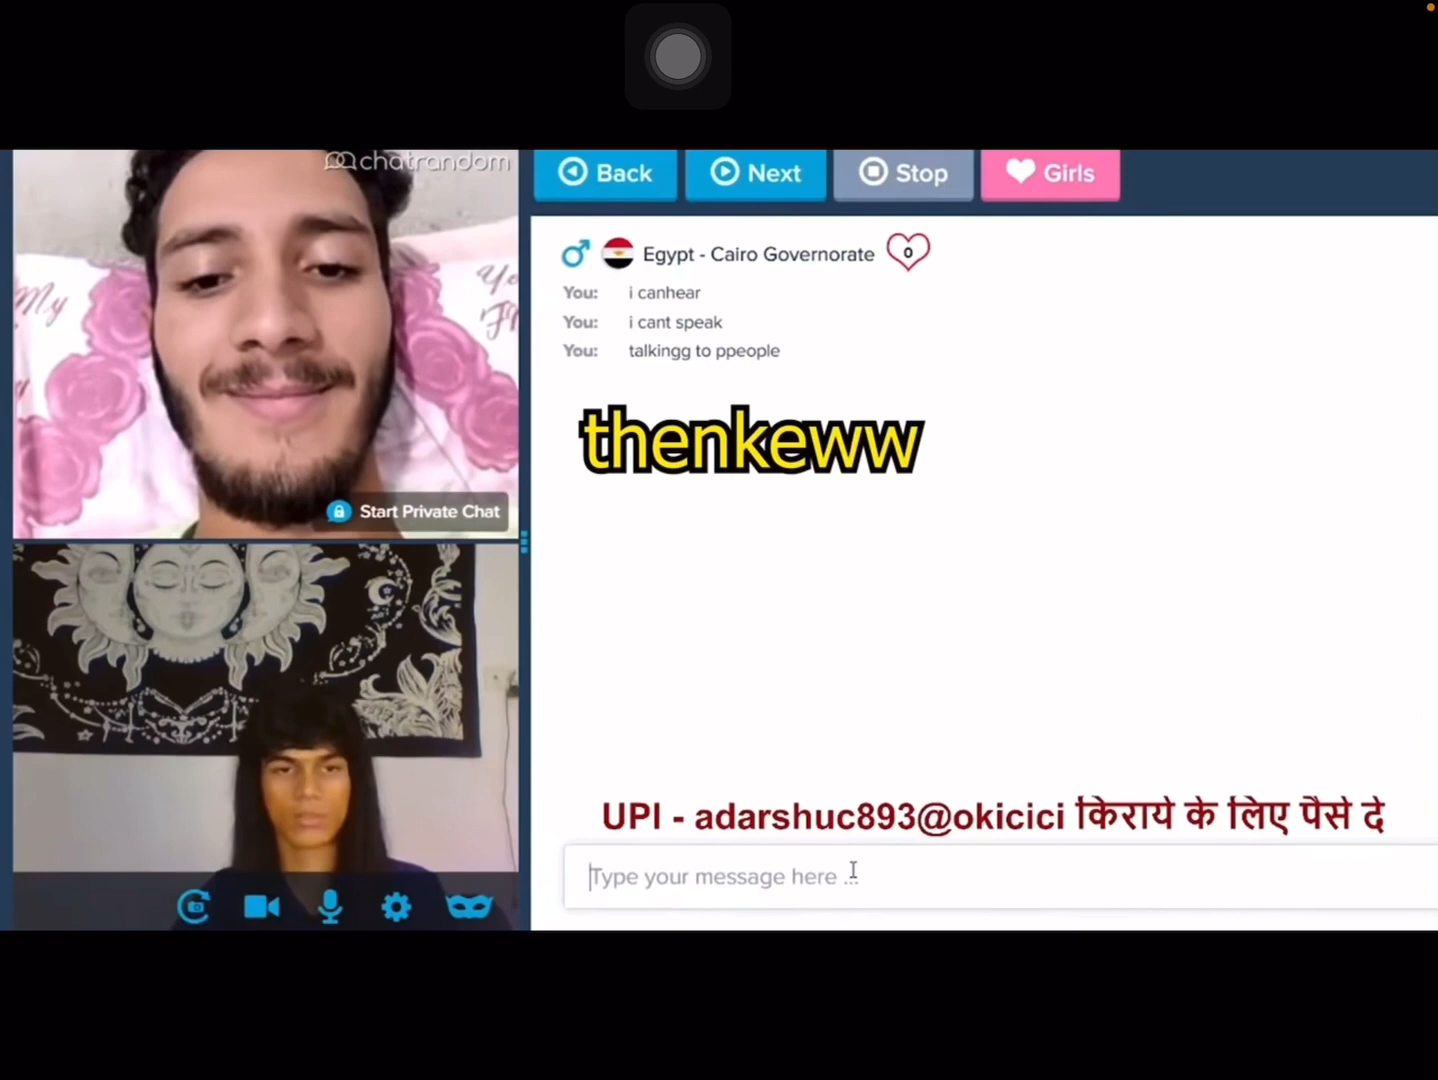 chatrandom
Back Next Stop Girls
Egypt - Cairo Governorate 0
You: i canhear
You: i cant speak
You: talkingg to ppeople
thenkeww
My
Start Private Chat
UPI - adarshuc893@okicici किराये के लिए पैसे दे
Type your message here ...